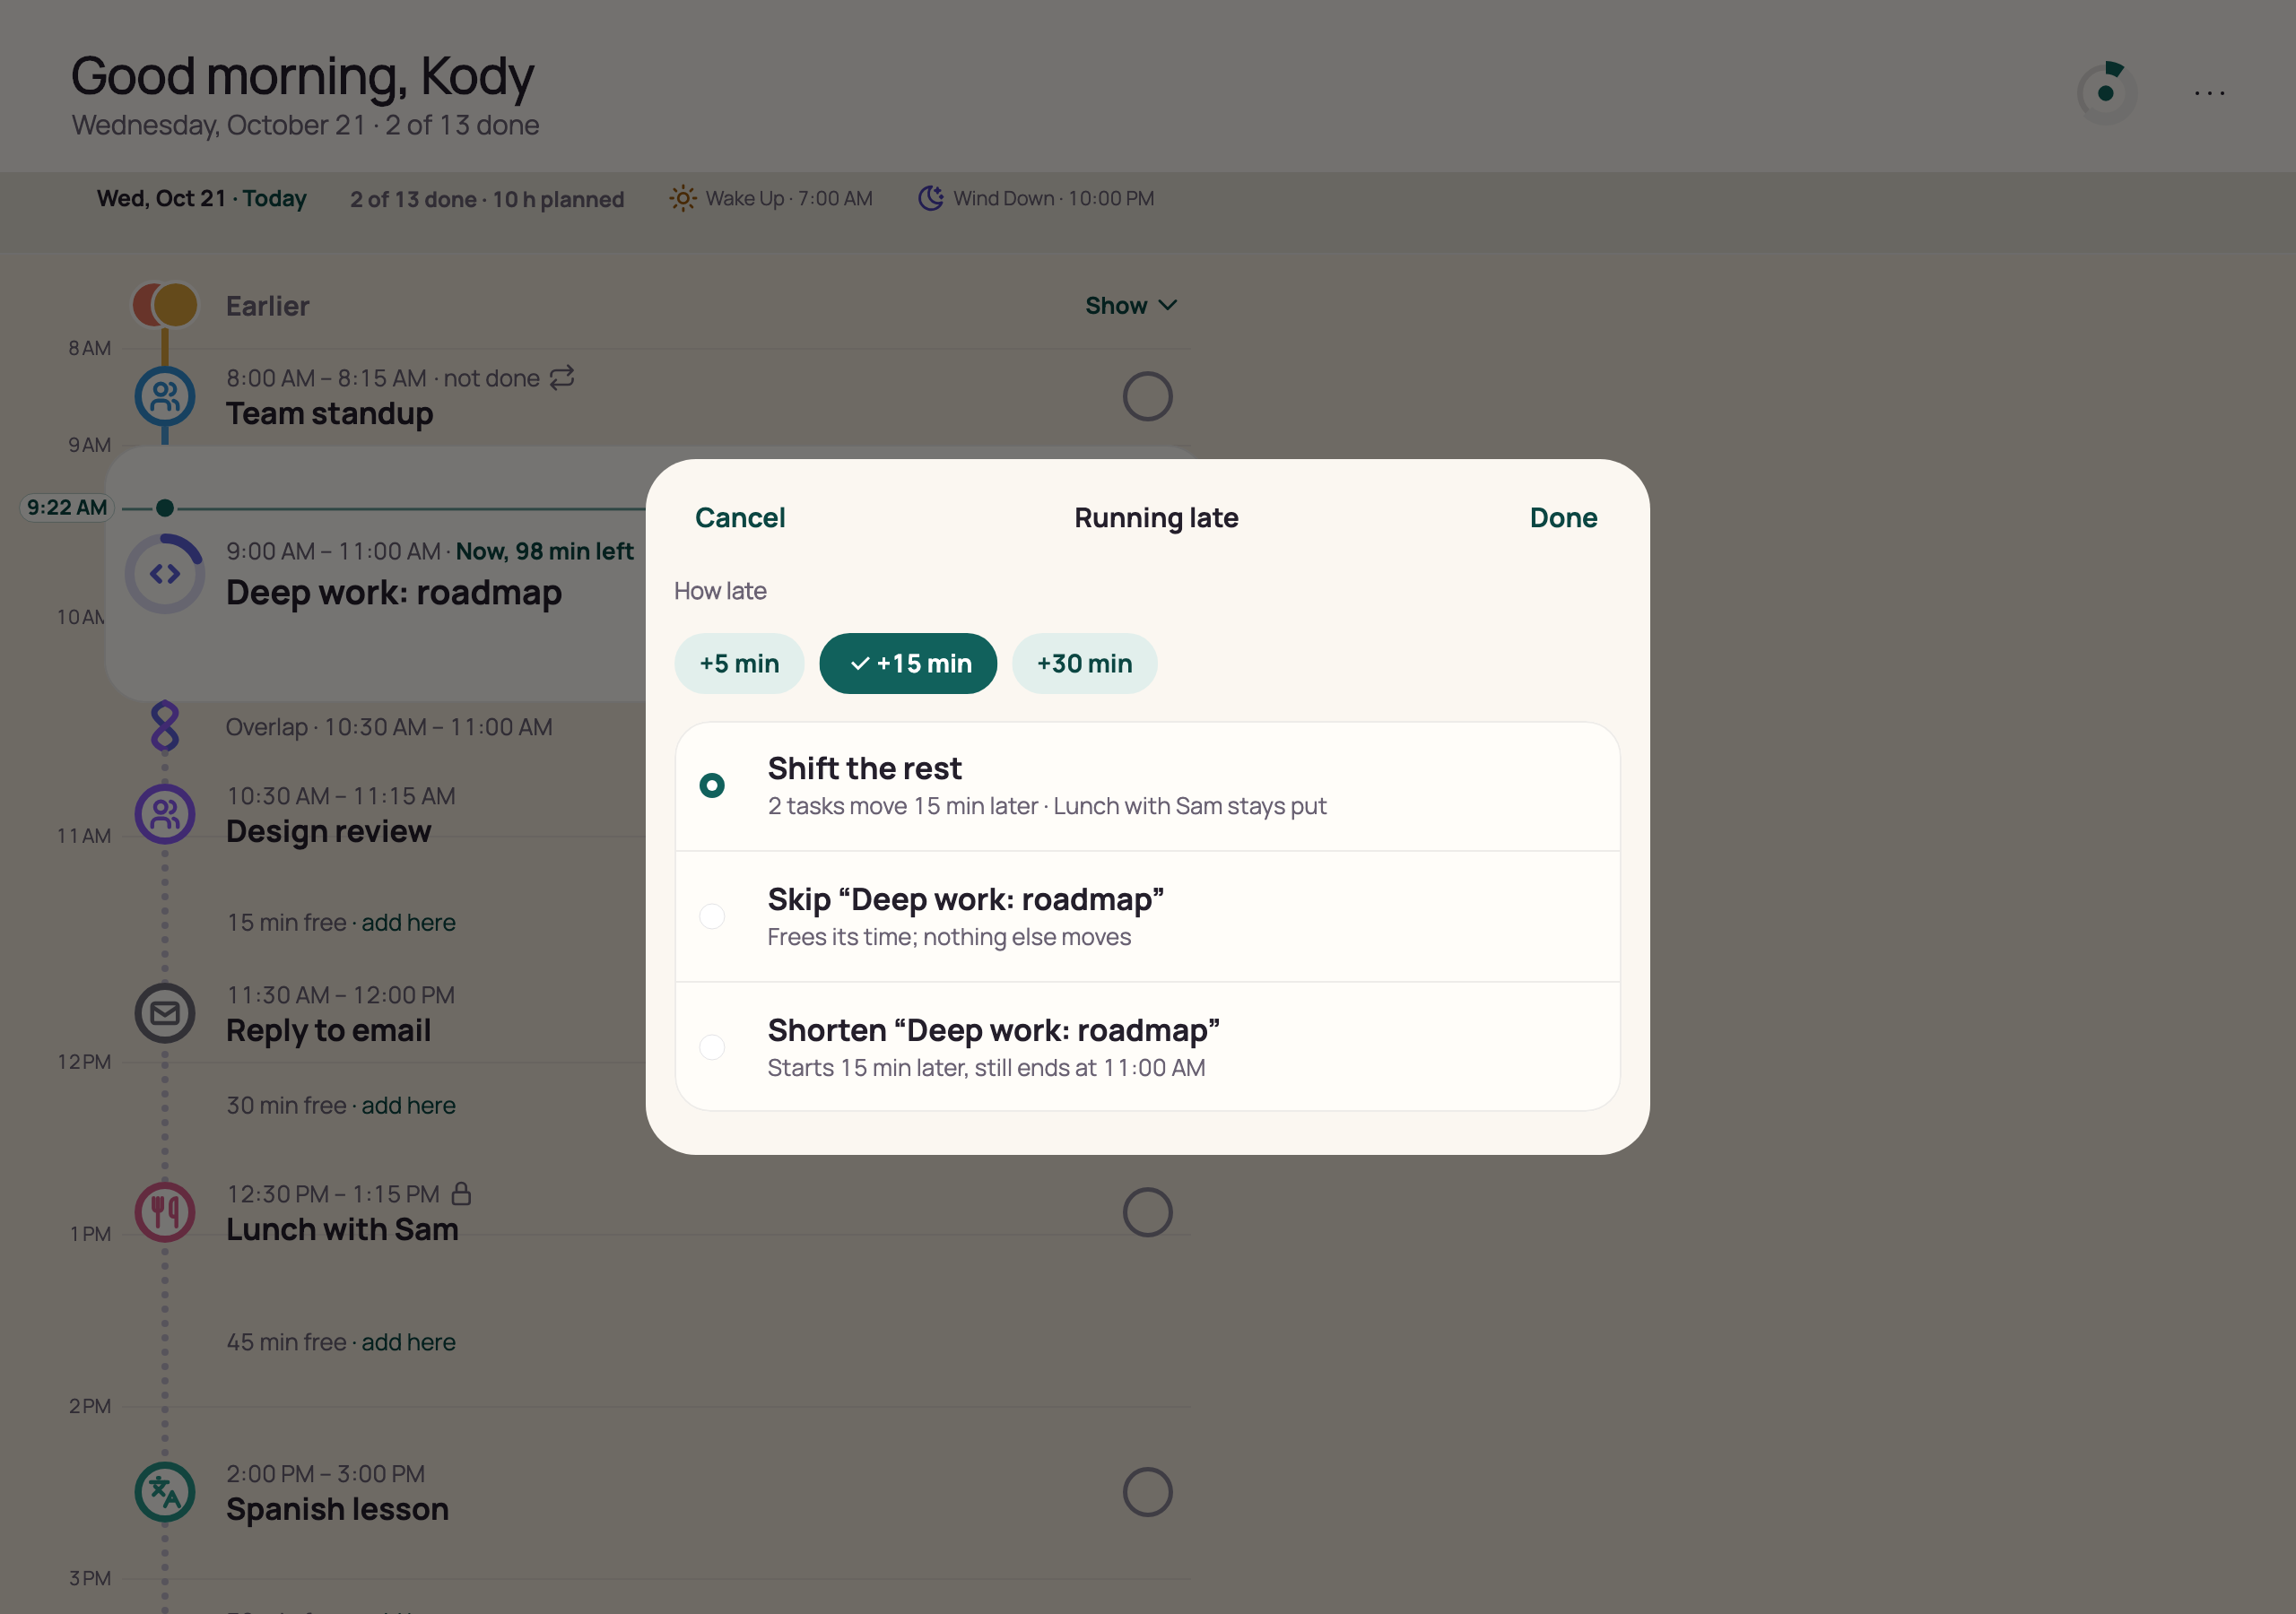 Good morning, Kody
Wednesday, October 21 · 2 of 13 done
...
Wed, Oct 21 · Today 2 of 13 done · 10 h planned Wake Up · 7:00 AM Wind Down · 10:00 PM
Earlier Show
8 AM
8:00 AM – 8:15 AM · not done
Team standup
9 AM
9:22 AM
9:00 AM – 11:00 AM · Now, 98 min left
Deep work: roadmap
10 AM
Overlap · 10:30 AM – 11:00 AM
10:30 AM – 11:15 AM
Design review
11 AM
15 min free · add here
11:30 AM – 12:00 PM
Reply to email
12 PM
30 min free · add here
12:30 PM – 1:15 PM
Lunch with Sam
1 PM
45 min free · add here
2 PM
2:00 PM – 3:00 PM
Spanish lesson
3 PM
Cancel Running late Done
How late
+5 min +15 min +30 min
Shift the rest
2 tasks move 15 min later · Lunch with Sam stays put
Skip “Deep work: roadmap”
Frees its time; nothing else moves
Shorten “Deep work: roadmap”
Starts 15 min later, still ends at 11:00 AM